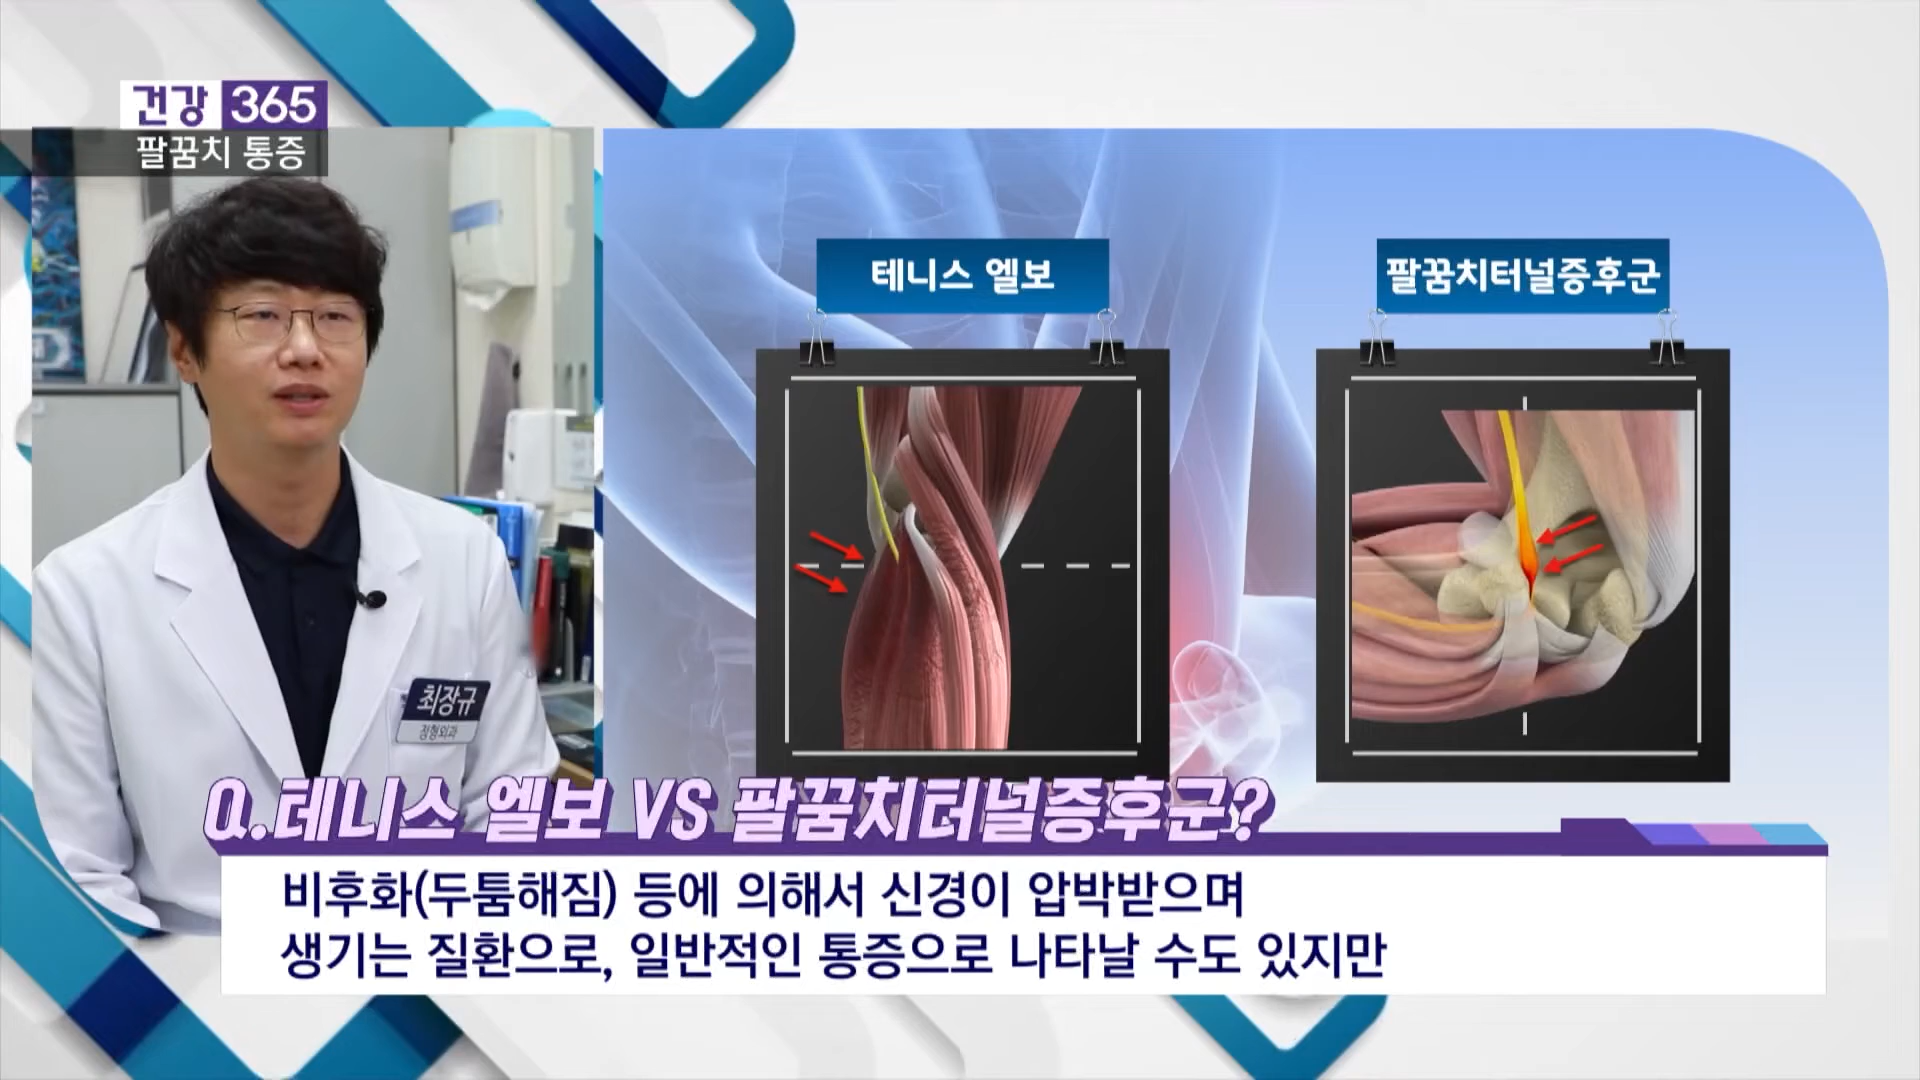 건강 365
팔꿈치 통증
테니스 엘보
팔꿈치터널증후군
최장규
정형외과
Q.테니스 엘보 VS 팔꿈치터널증후군?
비후화(두툼해짐) 등에 의해서 신경이 압박받으며
생기는 질환으로, 일반적인 통증으로 나타날 수도 있지만